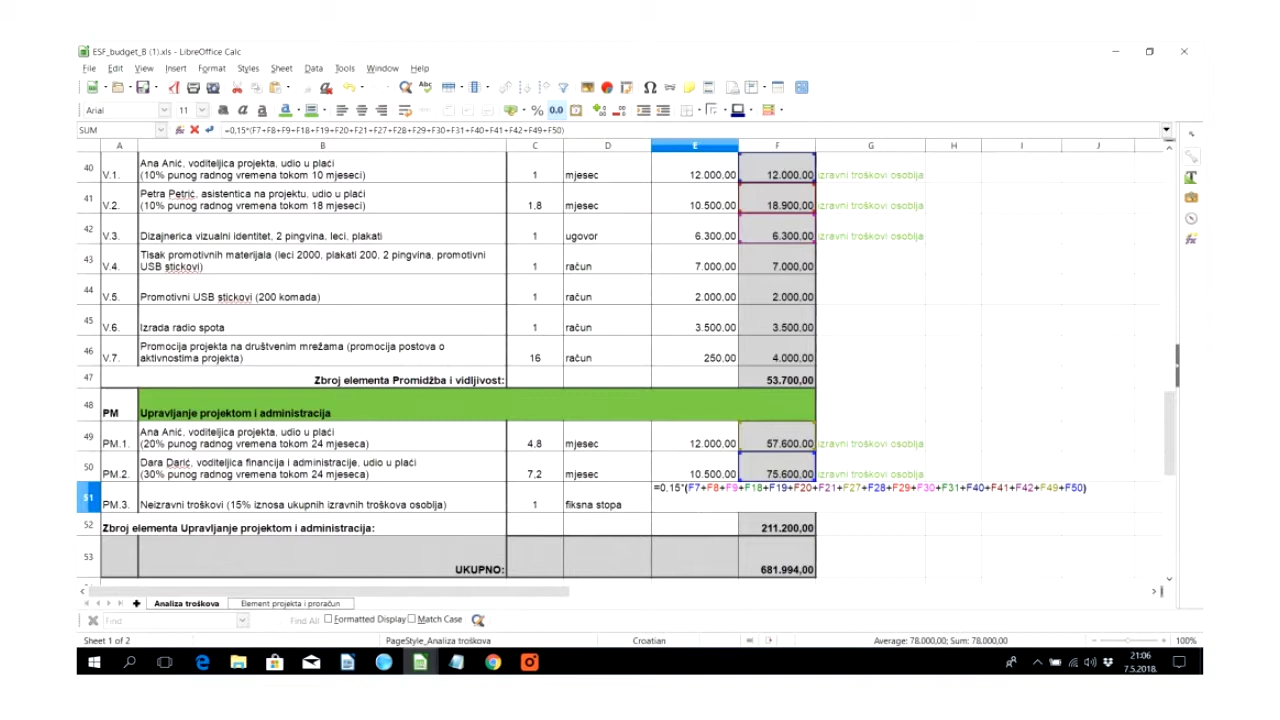 ESF_budget_B (1).xls - LibreOffice Calc
File Edit View Insert Format Styles Sheet Data Tools Window Help
Arial 11
SUM =0,15*(F7+F8+F9+F18+F19+F20+F21+F27+F28+F29+F30+F31+F40+F41+F42+F49+F50)
A B C D E F G H I J
Ana Anić, voditeljica projekta, udio u plaći
40 V.1. (10% punog radnog vremena tokom 10 mjeseci) 1 mjesec 12.000,00 12.000,00 izravni troškovi osoblja
Petra Petrić, asistentica na projektu, udio u plaći
41 V.2. (10% punog radnog vremena tokom 18 mjeseci) 1,8 mjesec 10.500,00 18.900,00 izravni troškovi osoblja
42 V.3. Dizajnerica vizualni identitet, 2 pingvina, leci, plakati 1 ugovor 6.300,00 6.300,00 izravni troškovi osoblja
Tisak promotivnih materijala (leci 2000, plakati 200, 2 pingvina, promotivni
43 V.4. USB stickovi) 1 račun 7.000,00 7.000,00
44 V.5. Promotivni USB stickovi (200 komada) 1 račun 2.000,00 2.000,00
45 V.6. Izrada radio spota 1 račun 3.500,00 3.500,00
Promocija projekta na društvenim mrežama (promocija postova o
46 V.7. aktivnostima projekta) 16 račun 250,00 4.000,00
47 Zbroj elementa Promidžba i vidljivost: 53.700,00
48 PM Upravljanje projektom i administracija
Ana Anić, voditeljica projekta, udio u plaći
49 PM.1. (20% punog radnog vremena tokom 24 mjeseca) 4,8 mjesec 12.000,00 57.600,00 izravni troškovi osoblja
Dara Darić, voditeljica financija i administracije, udio u plaći
50 PM.2. (30% punog radnog vremena tokom 24 mjeseca) 7,2 mjesec 10.500,00 75.600,00 izravni troškovi osoblja
=0,15*(F7+F8+F9+F18+F19+F20+F21+F27+F28+F29+F30+F31+F40+F41+F42+F49+F50)
51 PM.3. Neizravni troškovi (15% iznosa ukupnih izravnih troškova osoblja) 1 fiksna stopa
52 Zbroj elementa Upravljanje projektom i administracija: 211.200,00
53 UKUPNO: 681.994,00
Analiza troškova Element projekta i proračun
Find Find All Formatted Display Match Case
Sheet 1 of 2 PageStyle_Analiza troškova Croatian Average: 78.000,00; Sum: 78.000,00 100%
21:06
7.5.2018.